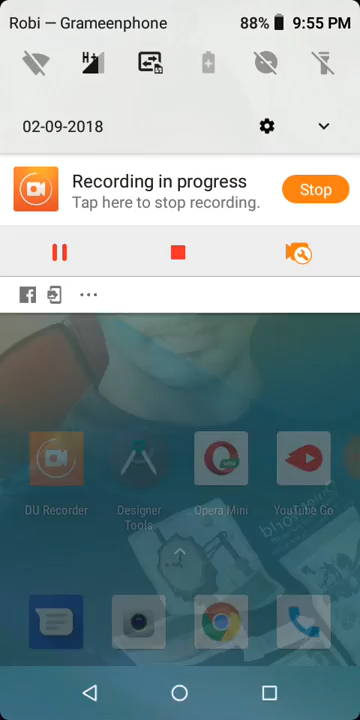 Robi — Grameenphone 88% 9:55 PM
H+
02-09-2018
Recording in progress
Tap here to stop recording.
Stop
DU Recorder
Designer Tools
Opera Mini
YouTube Go